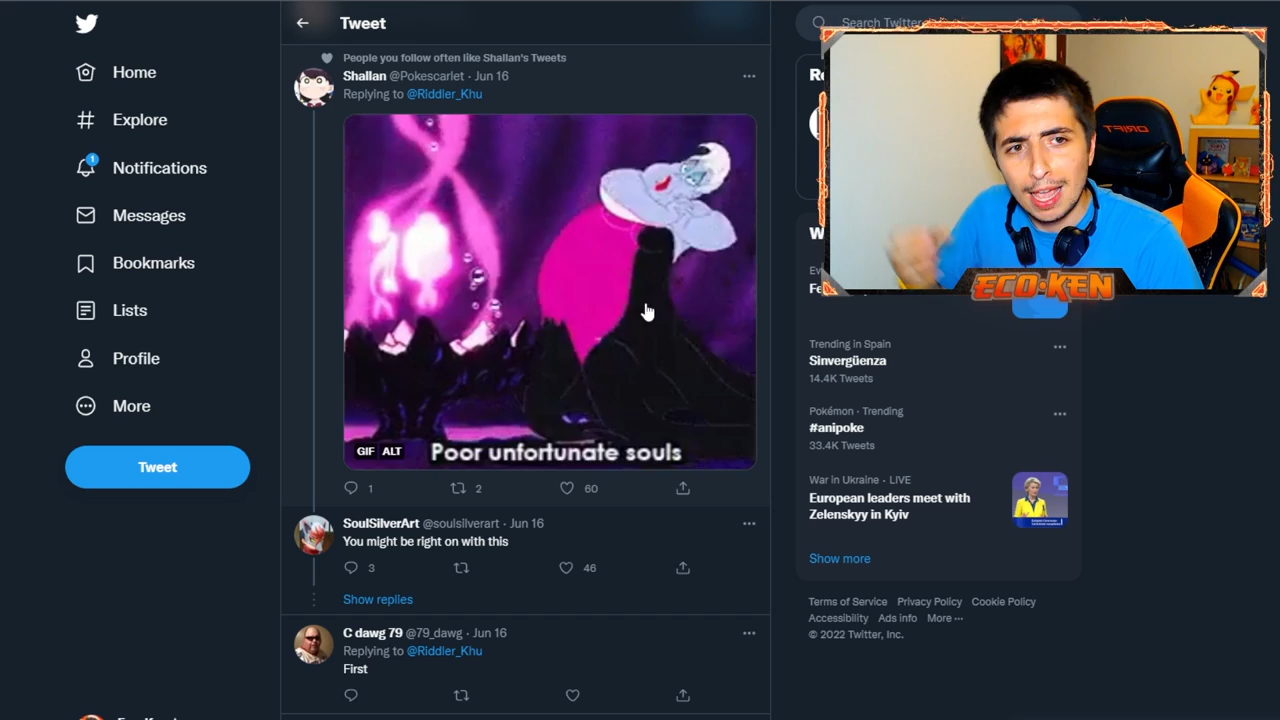 Home
Explore
1
Notifications
Messages
Bookmarks
Lists
Profile
More
Tweet
Tweet
People you follow often like Shallan's Tweets
Shallan @Pokescarlet · Jun 16
Replying to @Riddler_Khu
GIF ALT
Poor unfortunate souls
1 2 60
SoulSilverArt @soulsilverart · Jun 16
You might be right on with this
3 46
Show replies
C dawg 79 @79_dawg · Jun 16
Replying to @Riddler_Khu
First
Search Twitter
DRIFT
ECO·KEN
Trending in Spain
Sinvergüenza
14.4K Tweets
Pokémon · Trending
#anipoke
33.4K Tweets
War in Ukraine · LIVE
European leaders meet with
Zelenskyy in Kyiv
Show more
Terms of Service Privacy Policy Cookie Policy
Accessibility Ads info More ···
© 2022 Twitter, Inc.